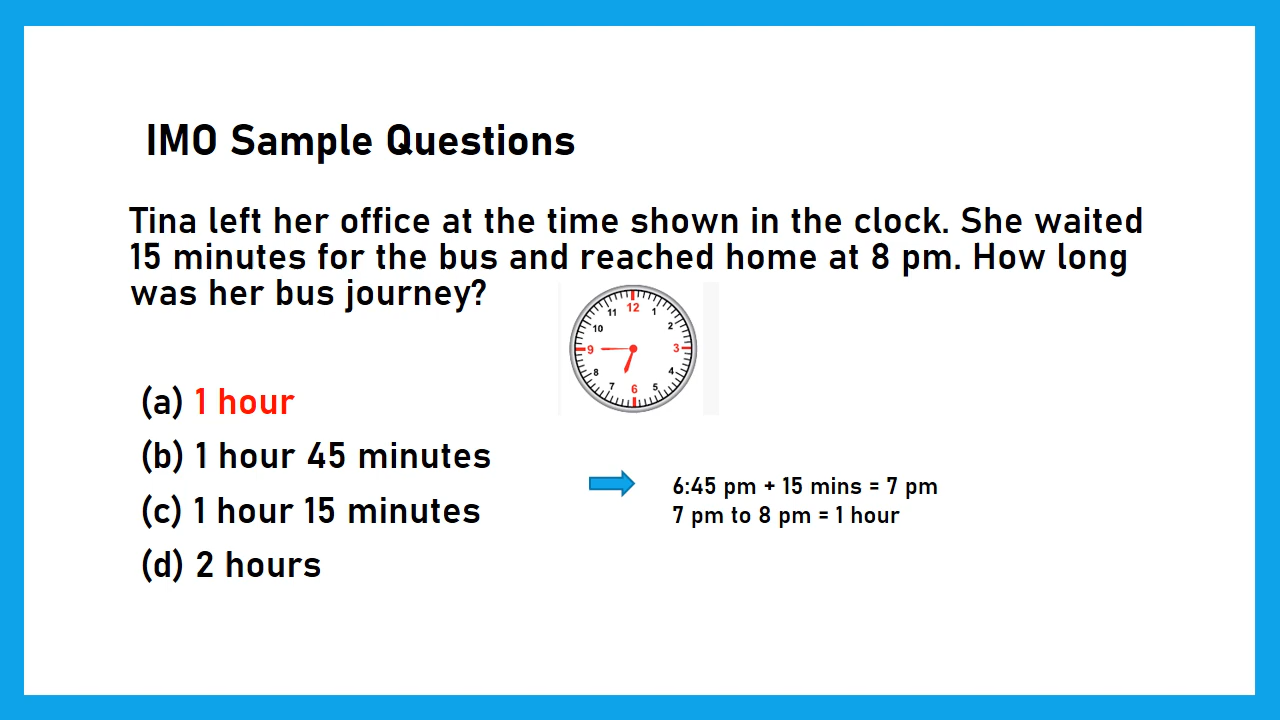 IMO Sample Questions
Tina left her office at the time shown in the clock. She waited
15 minutes for the bus and reached home at 8 pm. How long
was her bus journey?
12
11 1
10 2
9 3
8 4
7 5
6
(a) 1 hour
(b) 1 hour 45 minutes
(c) 1 hour 15 minutes
(d) 2 hours
6:45 pm + 15 mins = 7 pm
7 pm to 8 pm = 1 hour